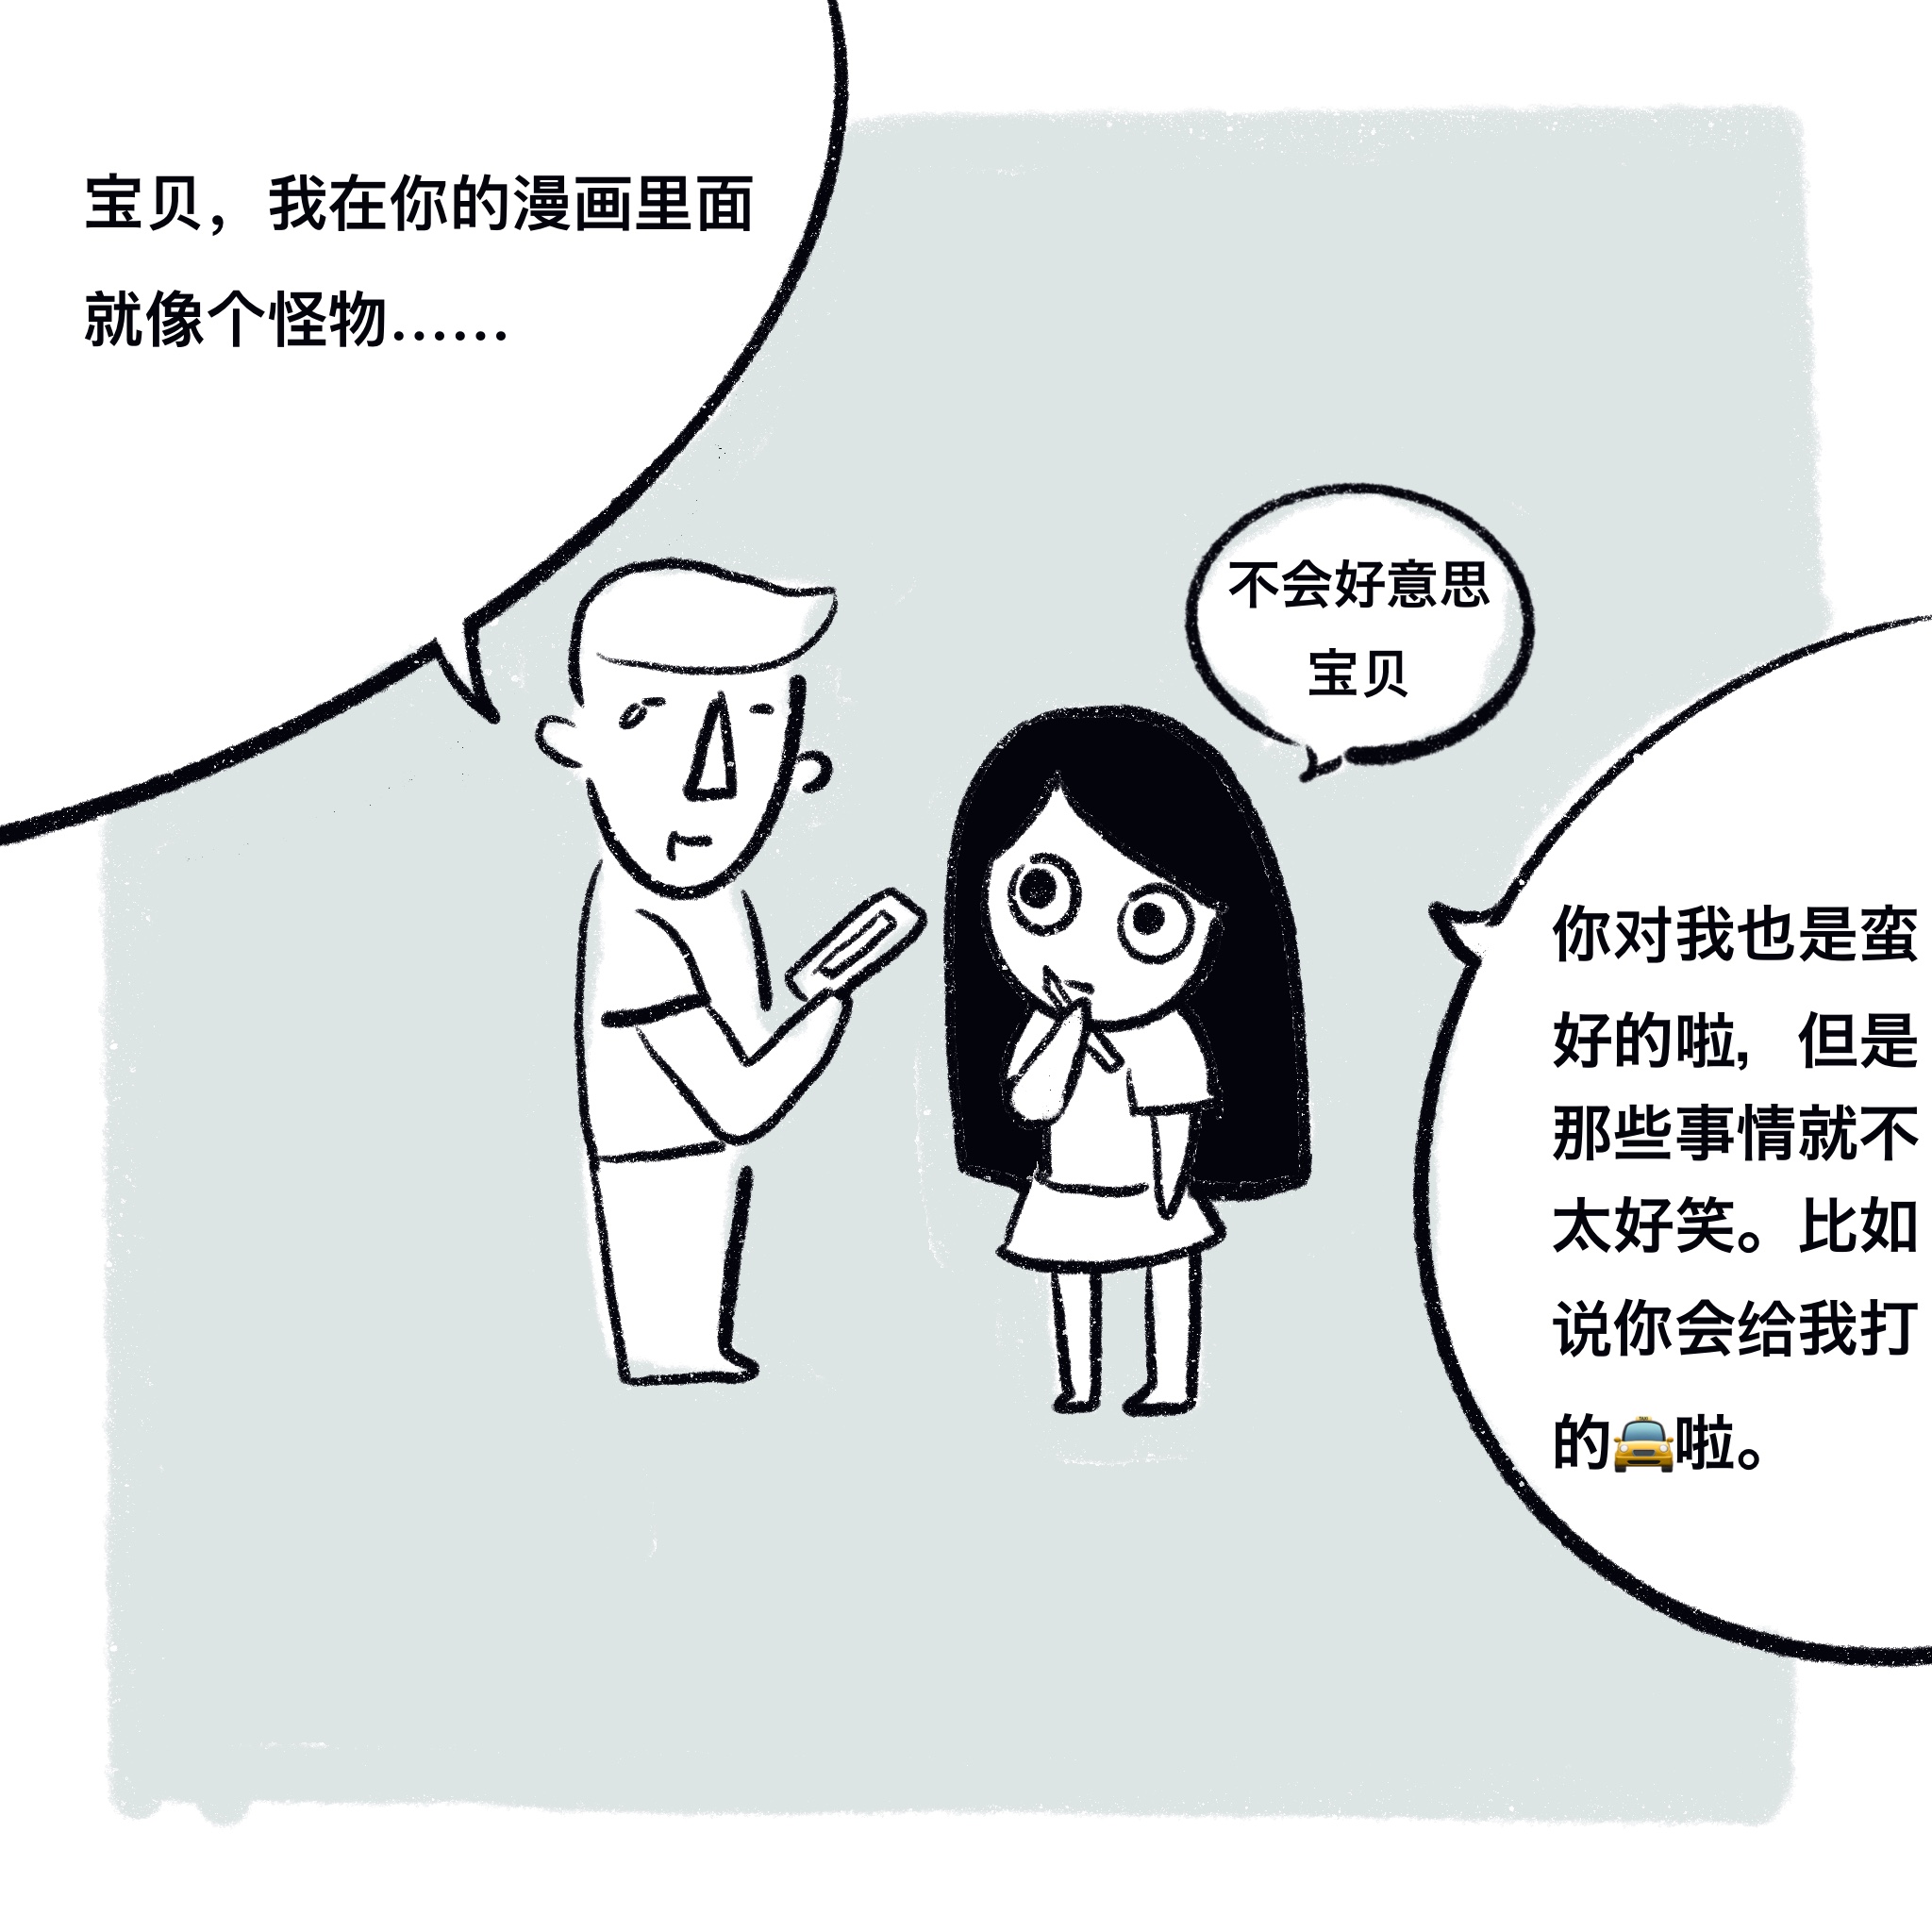 宝贝，我在你的漫画里面
就像个怪物……
不会好意思
宝贝
你对我也是蛮
好的啦，但是
那些事情就不
太好笑。比如
说你会给我打
的🚖啦。